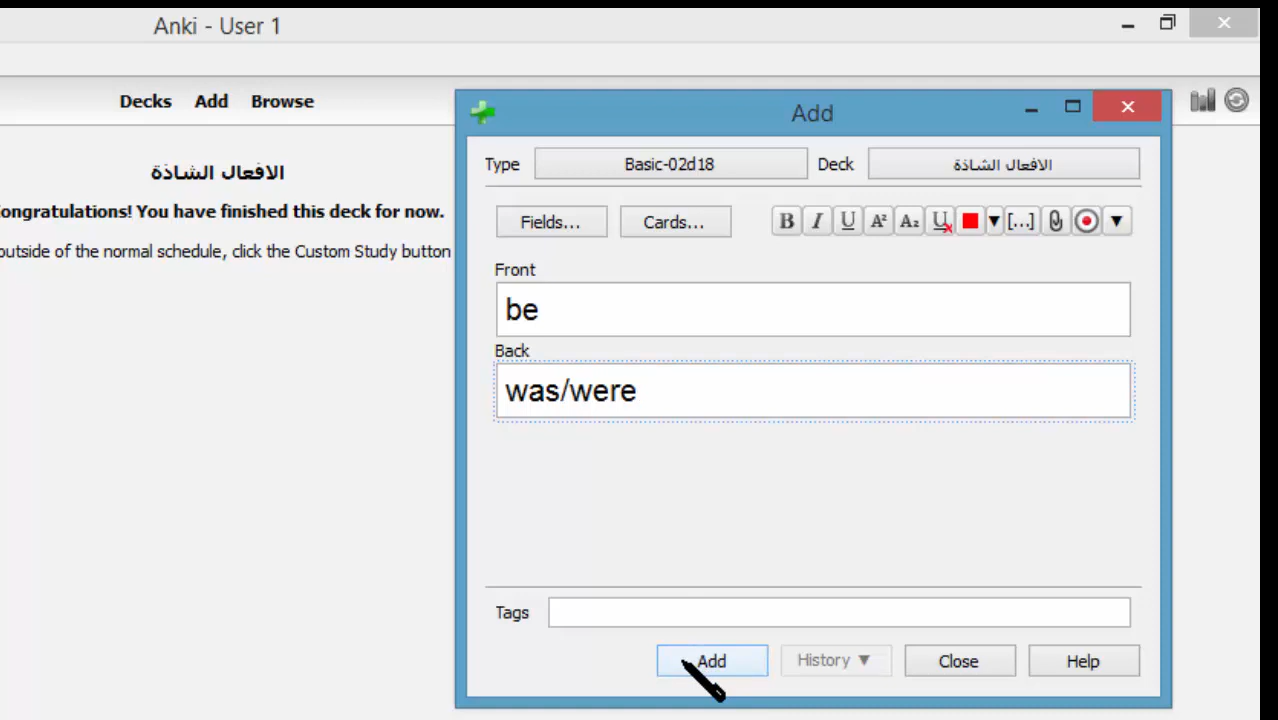 Anki - User 1
Decks Add Browse
الافعال الشاذة
ongratulations! You have finished this deck for now.
outside of the normal schedule, click the Custom Study button
Add
Type Basic-02d18 Deck الافعال الشاذة
Fields... Cards... B I U A² A₂ U [...]
Front
be
Back
was/were
Tags
Add History ▼ Close Help